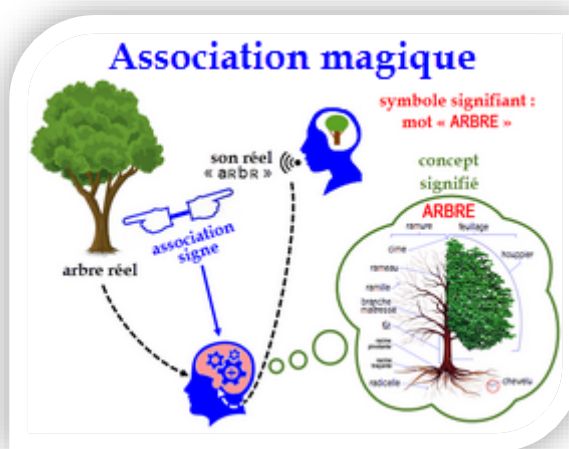 Association magique
symbole signifiant :
mot « ARBRE »
son réel
« aʀbʀ »
concept
signifié
association
signe
arbre réel
ARBRE
ramure
feuillage
cime
houppier
rameau
ramille
branche
maîtresse
fût
racine
pivotante
racine
traçante
radicelle
chevelu